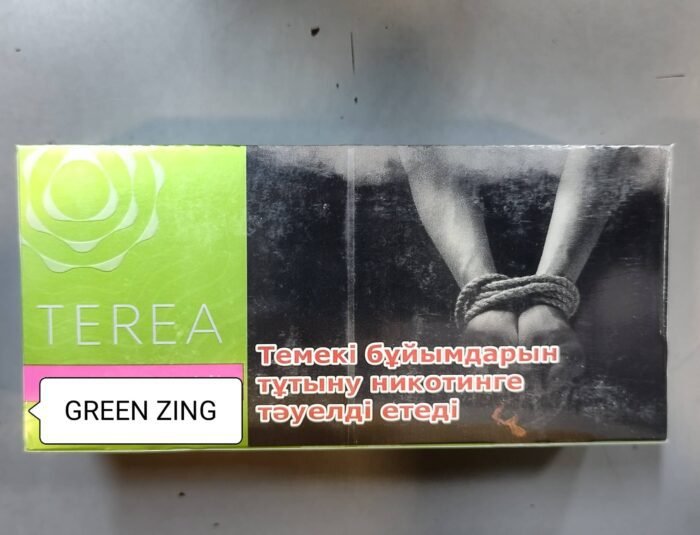 TEREA
GREEN ZING
Темекі бұйымдарын
тұтыну никотинге
тәуелді етеді